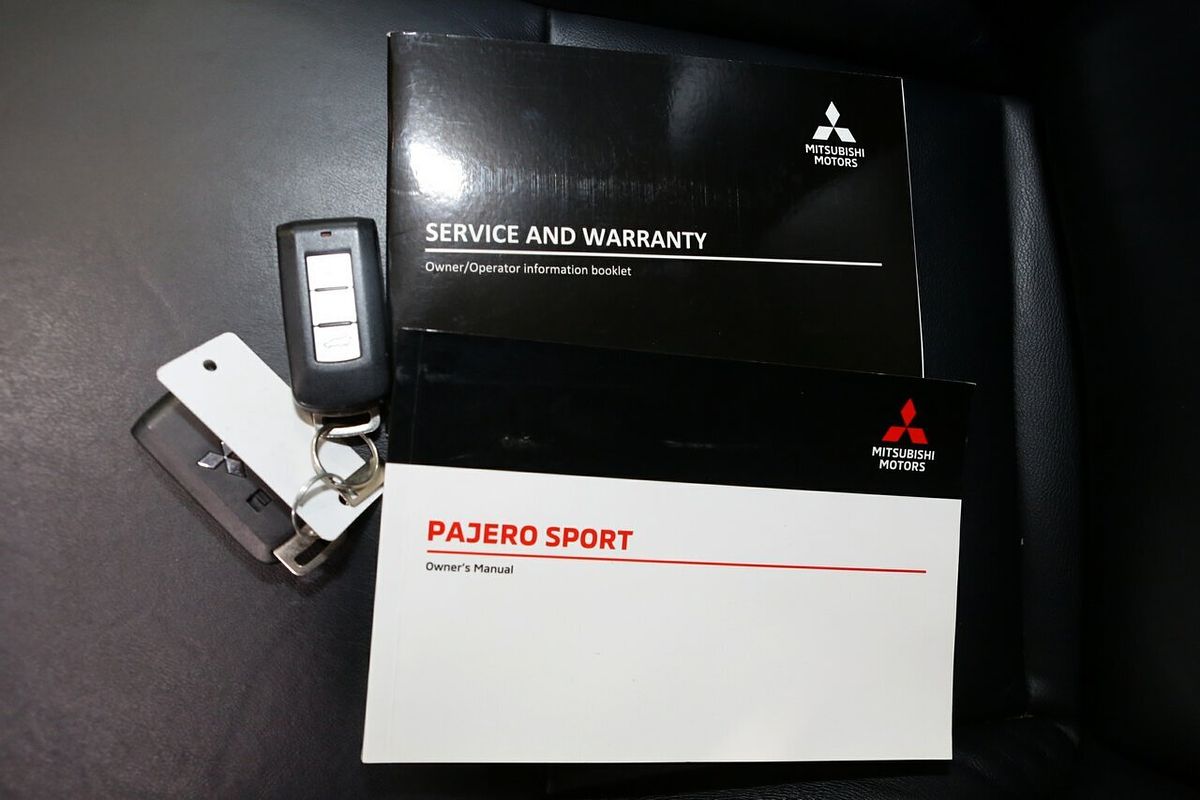 MITSUBISHI
MOTORS
SERVICE AND WARRANTY
Owner/Operator information booklet
MITSUBISHI
MOTORS
PAJERO SPORT
Owner's Manual